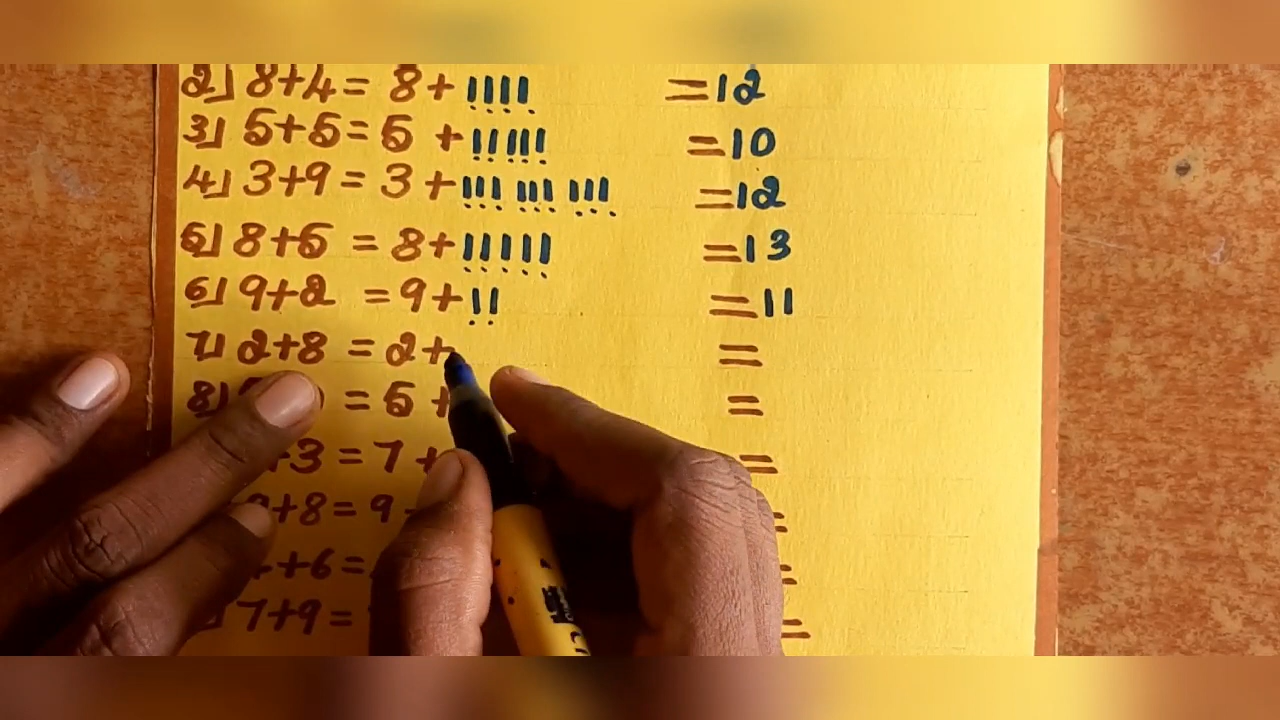 2] 8+4 = 8+ |||| =12
3] 5+5= 5 + ||||| =10
4] 3+9 = 3 + ||| ||| ||| =12
5] 8+5 = 8+ ||||| =13
6] 9+2 = 9+ || =11
7] 2+8 = 2+ =
8] = 5 + =
+3 = 7 + =
+8= 9 =
+6= =
7+9= =